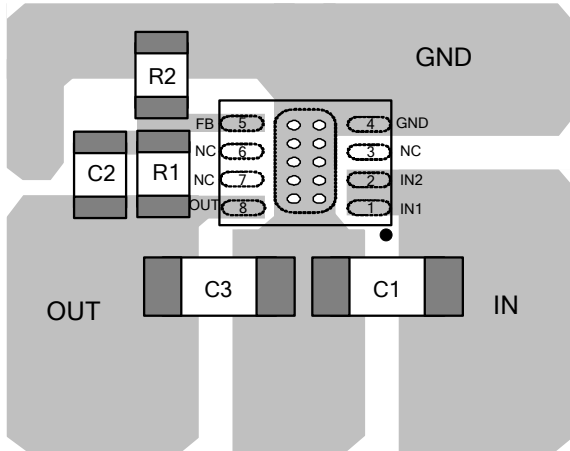 GND
R2
FB 5 4 GND
NC 6 3 NC
C2 R1
NC 7 2 IN2
OUT 8 1 IN1
C3 C1
OUT IN